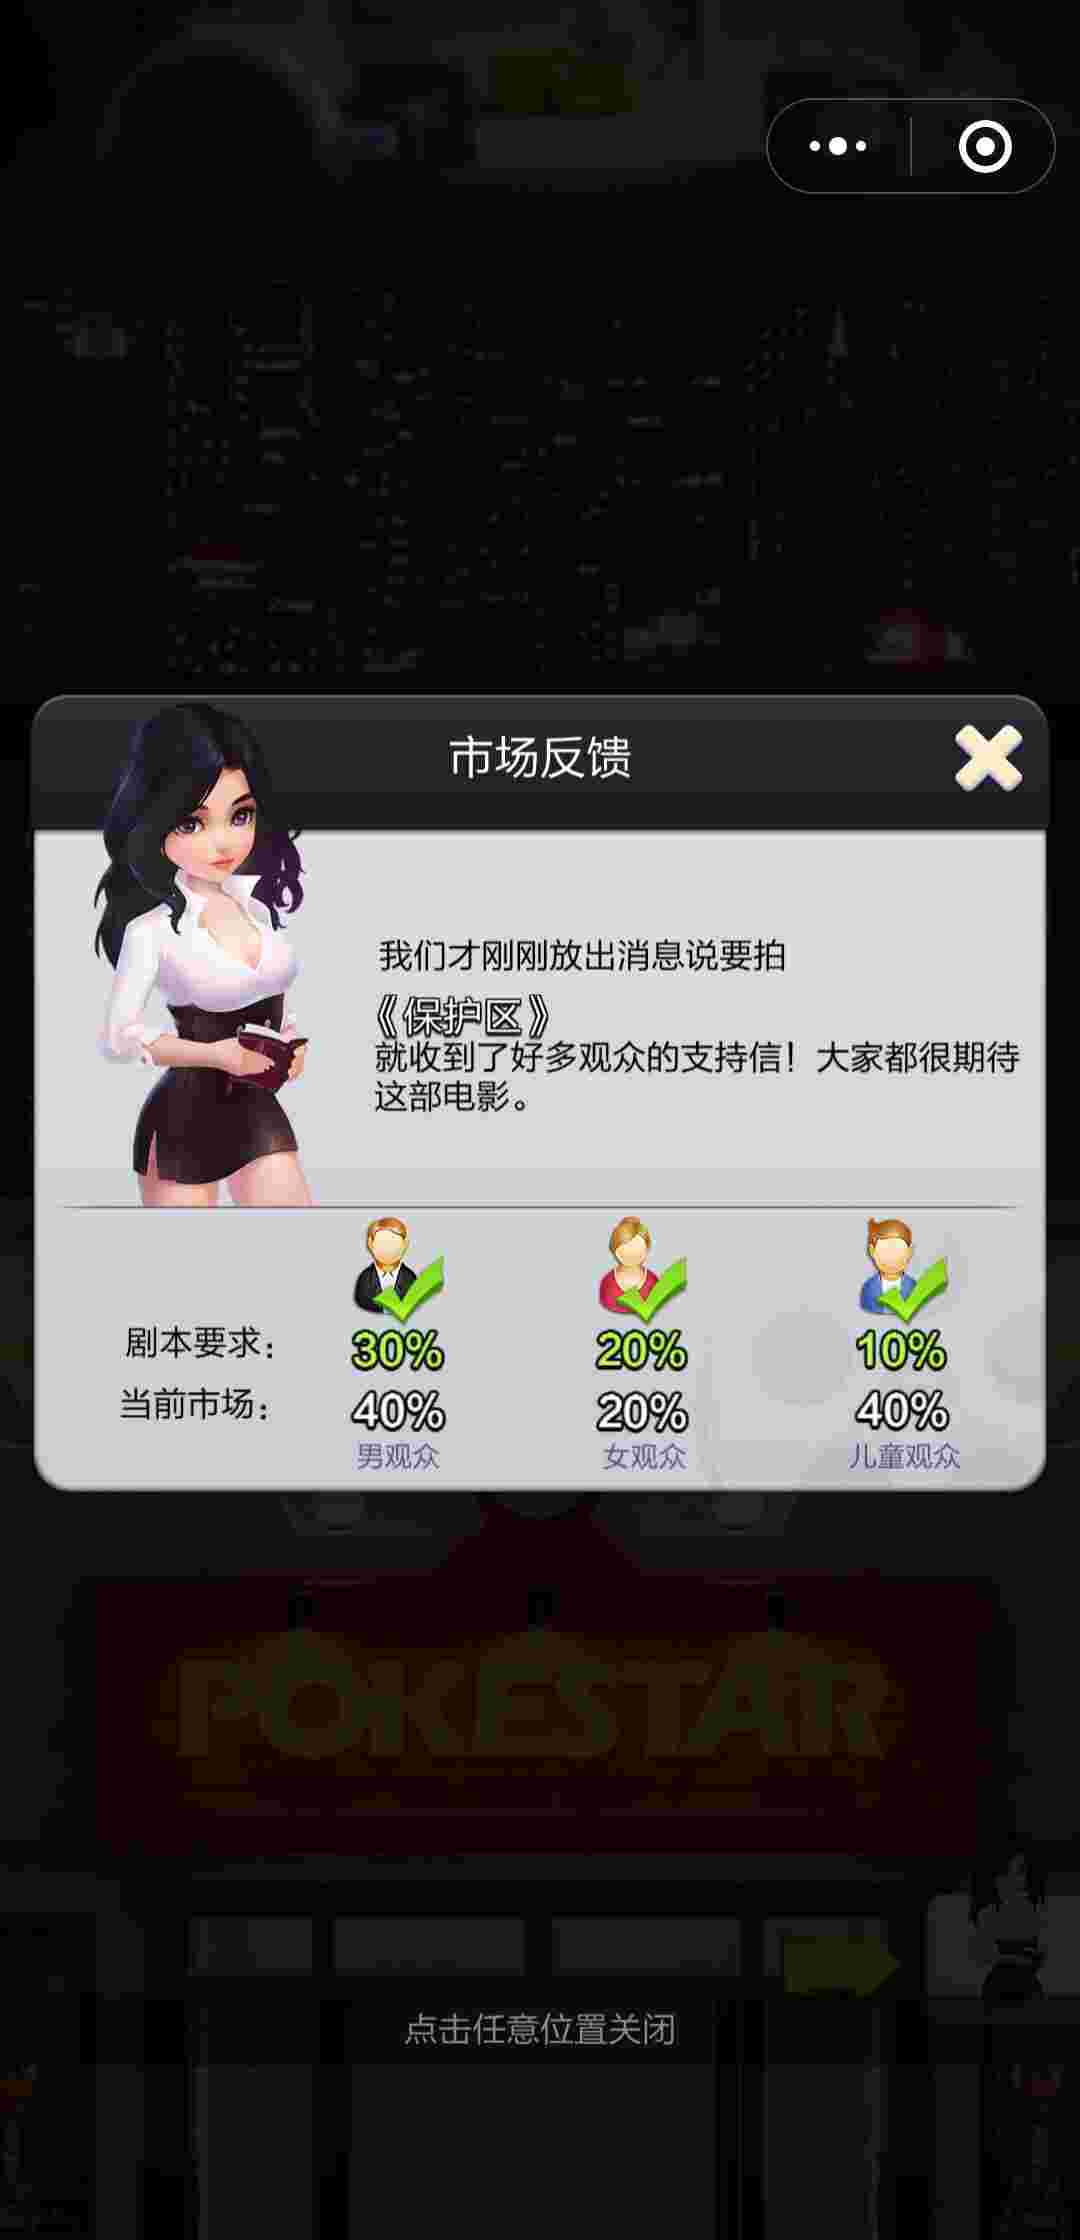 市场反馈
我们才刚刚放出消息说要拍
《保护区》
就收到了好多观众的支持信！大家都很期待
这部电影。
剧本要求： 30% 20% 10%
当前市场： 40% 20% 40%
男观众 女观众 儿童观众
POKESTAR
点击任意位置关闭